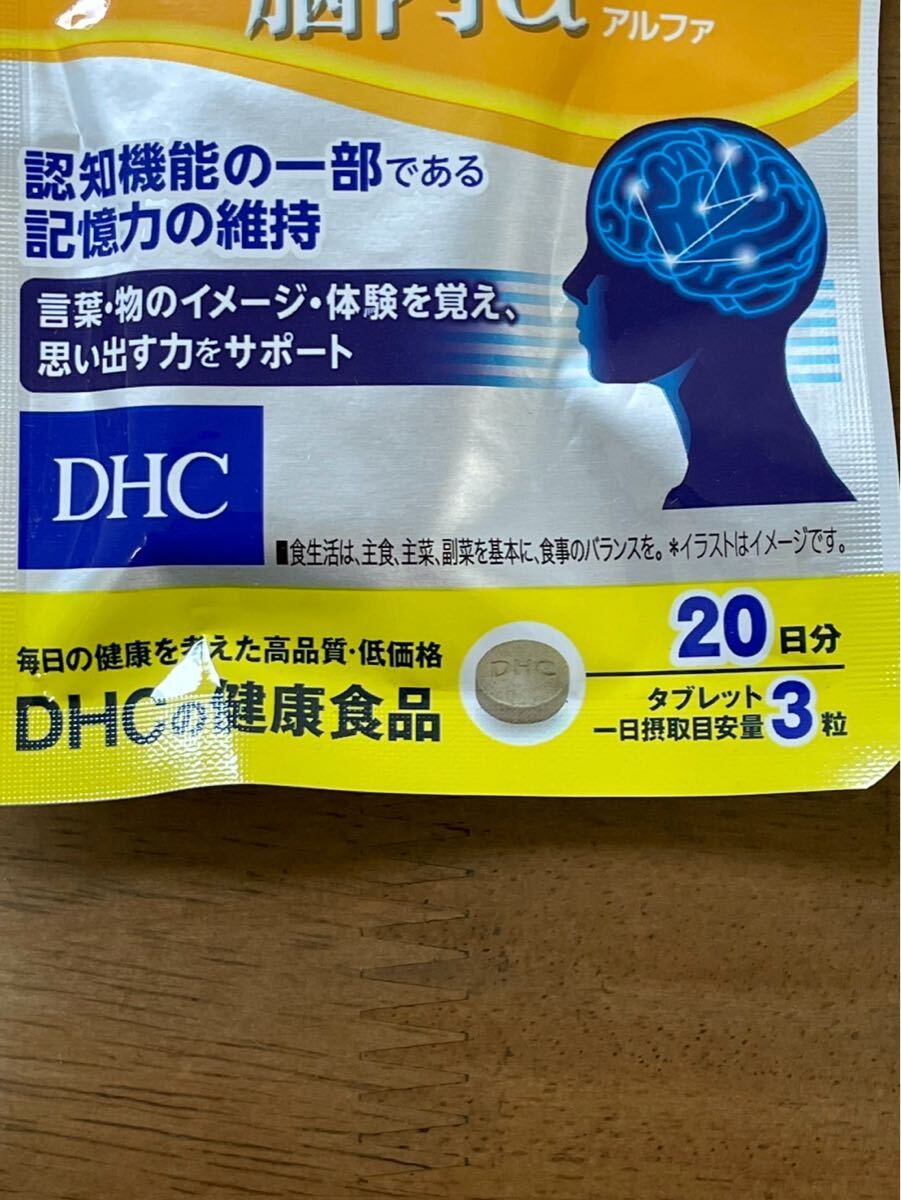 脳内α アルファ
認知機能の一部である
記憶力の維持
言葉・物のイメージ・体験を覚え、
思い出す力をサポート
DHC
■食生活は、主食、主菜、副菜を基本に、食事のバランスを。＊イラストはイメージです。
毎日の健康を考えた高品質・低価格
DHCの健康食品
DHC
20日分
タブレット
一日摂取目安量 3粒